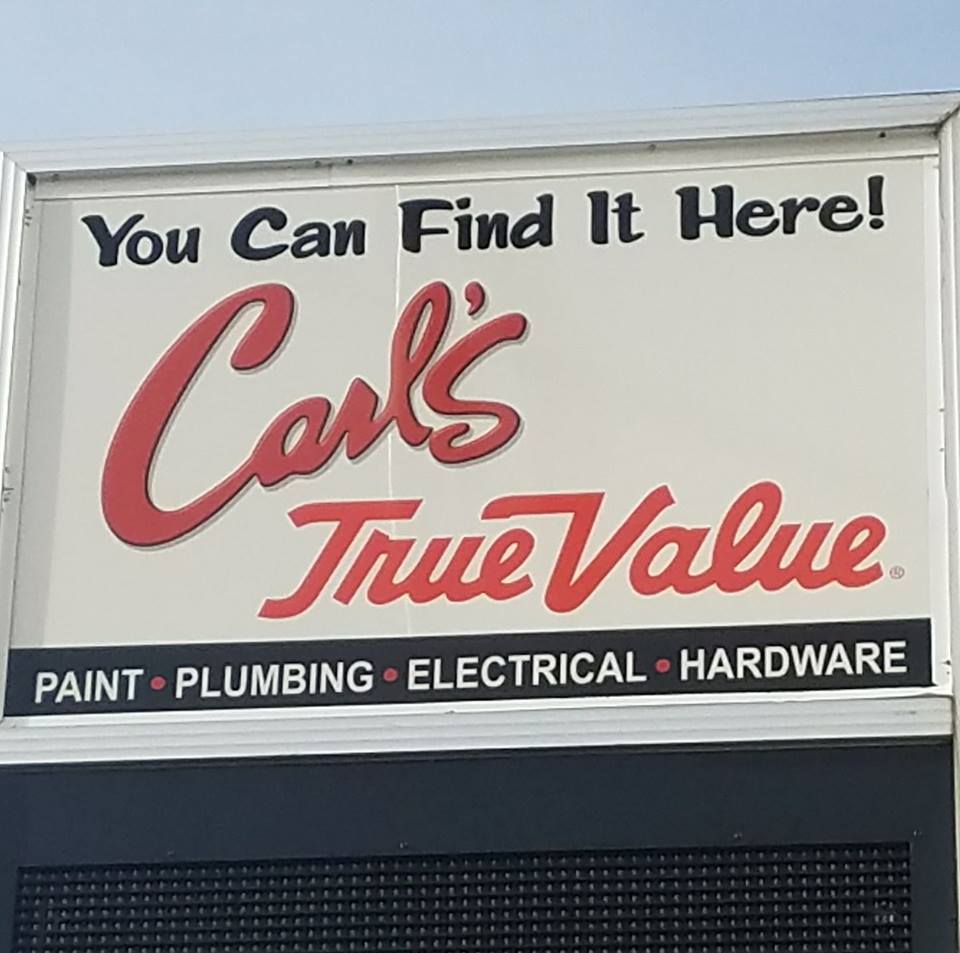 You Can Find It Here!
Carl's
True Value®
PAINT • PLUMBING • ELECTRICAL • HARDWARE